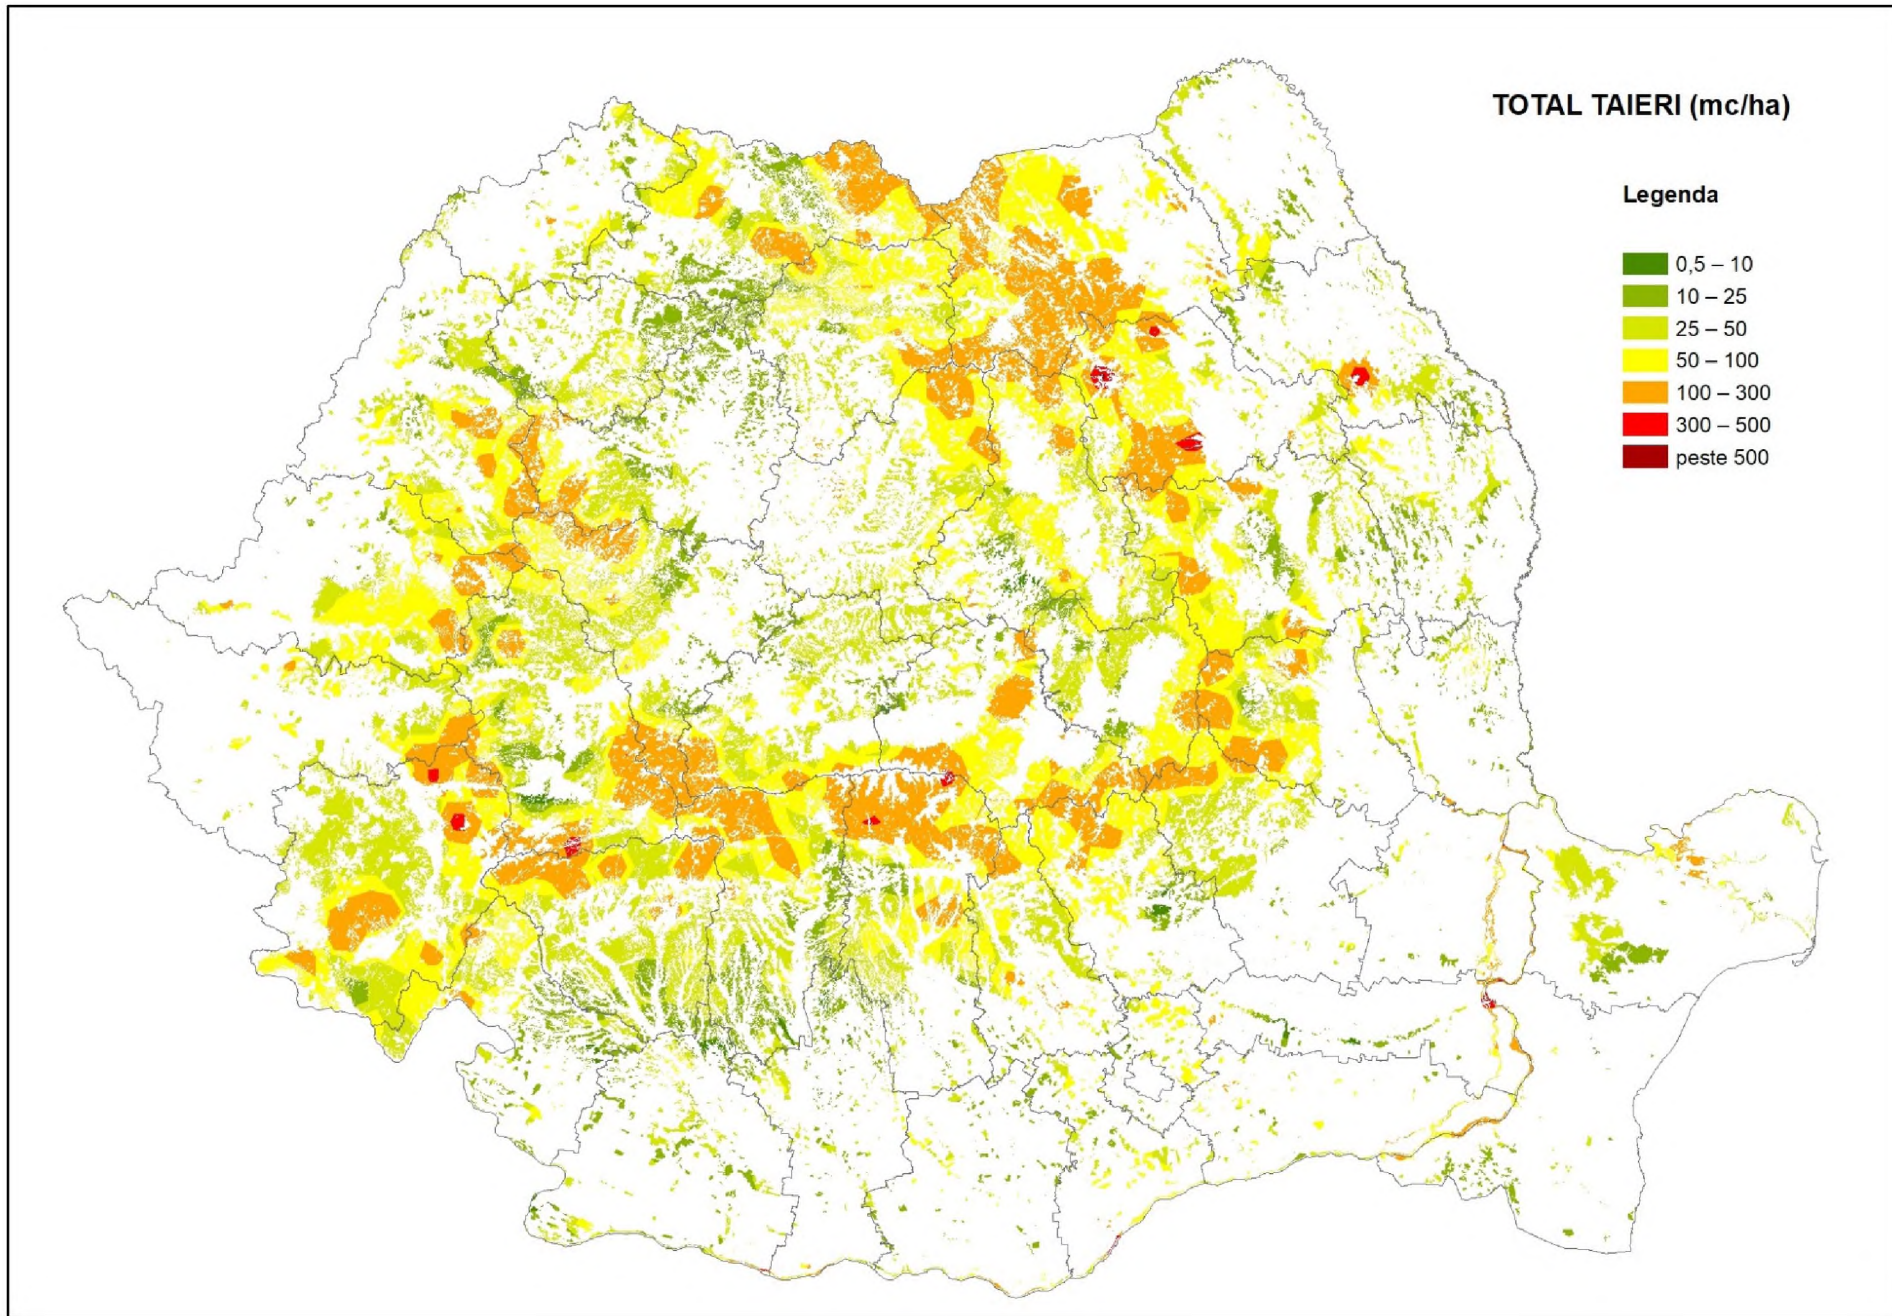 TOTAL TAIERI (mc/ha)
Legenda
0,5 – 10
10 – 25
25 – 50
50 – 100
100 – 300
300 – 500
peste 500